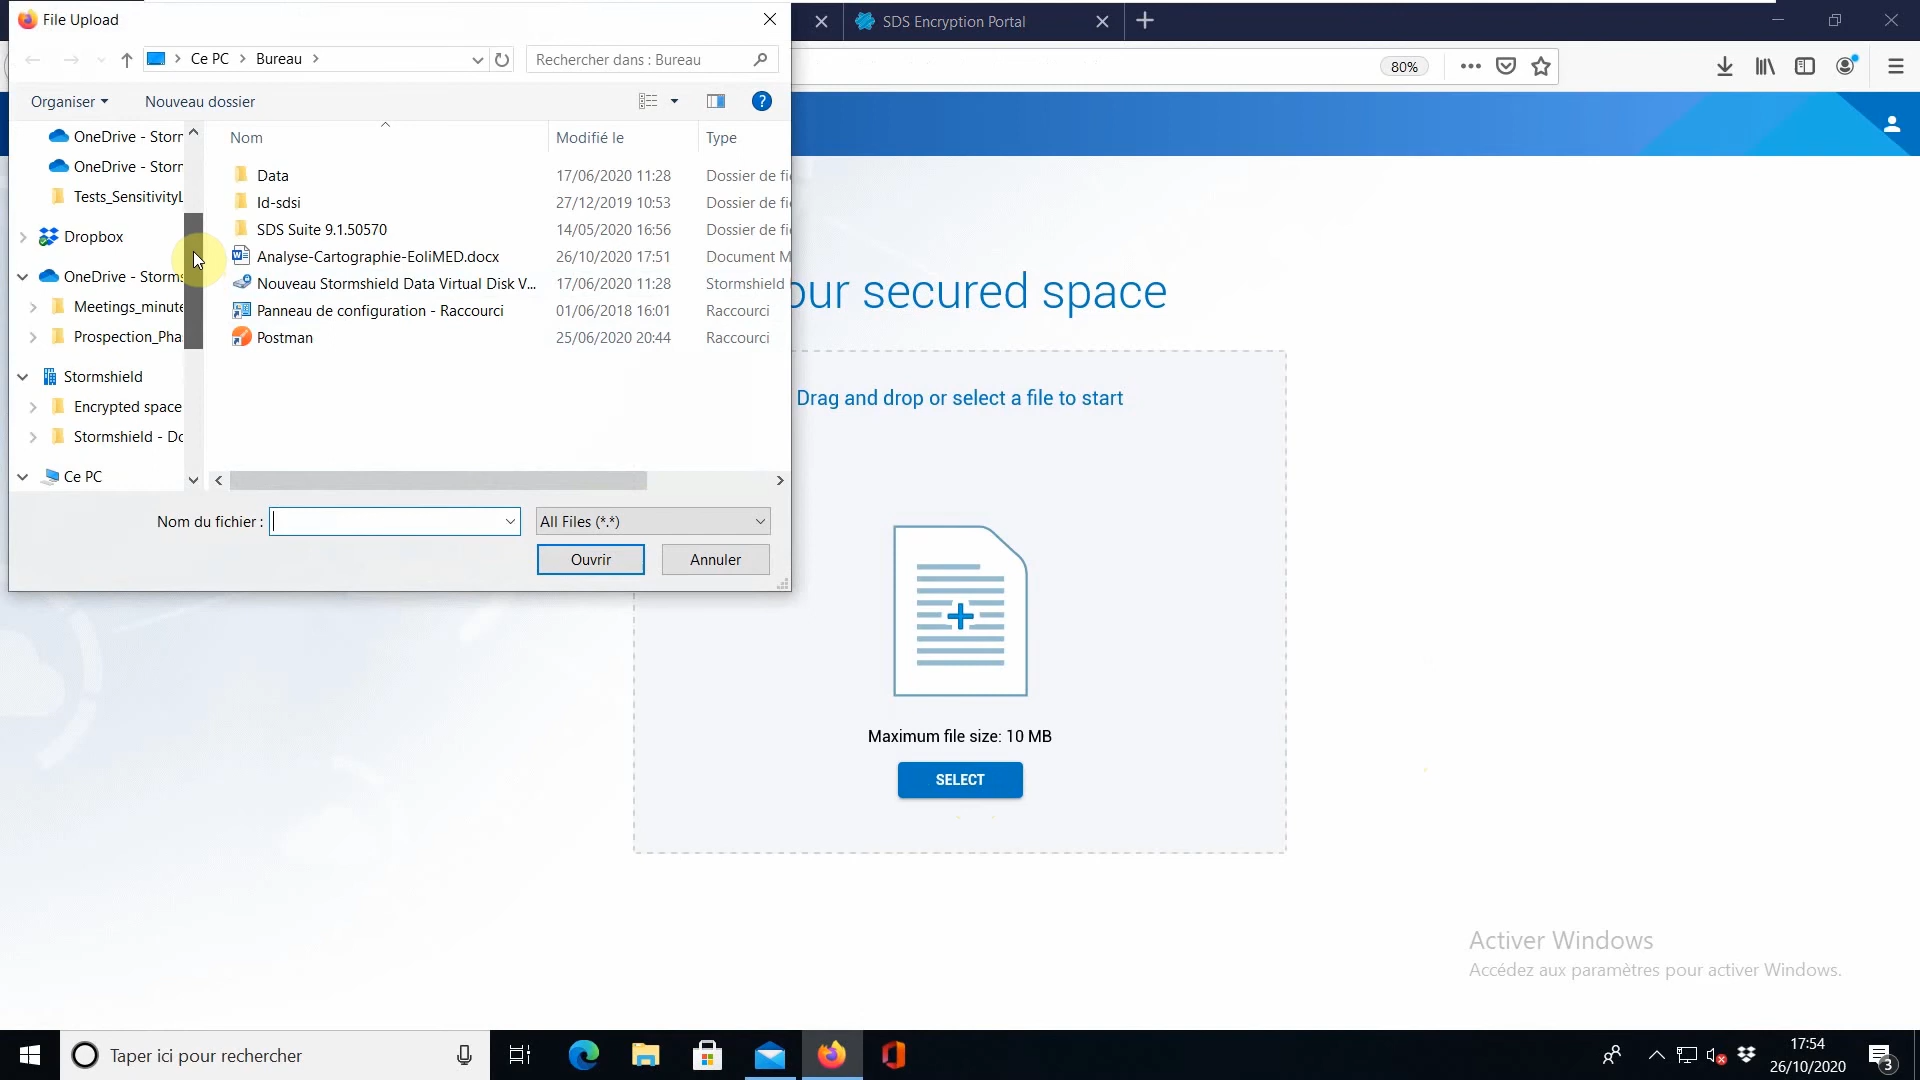 File Upload
SDS Encryption Portal
Ce PC
Bureau
Rechercher dans : Bureau
80%
Organiser
Nouveau dossier
OneDrive - Storm
OneDrive - Storm
Tests_SensitivityL
Dropbox
OneDrive - Storms
Meetings_minute
Prospection_Pha
Stormshield
Encrypted space
Stormshield - Do
Ce PC
Nom
Modifié le
Type
Data
17/06/2020 11:28
Dossier de fi
Id-sdsi
27/12/2019 10:53
Dossier de fi
SDS Suite 9.1.50570
14/05/2020 16:56
Dossier de fi
Analyse-Cartographie-EoliMED.docx
26/10/2020 17:51
Document M
Nouveau Stormshield Data Virtual Disk V...
17/06/2020 11:28
Stormshield
Panneau de configuration - Raccourci
01/06/2018 16:01
Raccourci
Postman
25/06/2020 20:44
Raccourci
Nom du fichier :
All Files (*.*)
Ouvrir
Annuler
our secured space
Drag and drop or select a file to start
Maximum file size: 10 MB
SELECT
Activer Windows
Accédez aux paramètres pour activer Windows.
Taper ici pour rechercher
17:54
26/10/2020
3